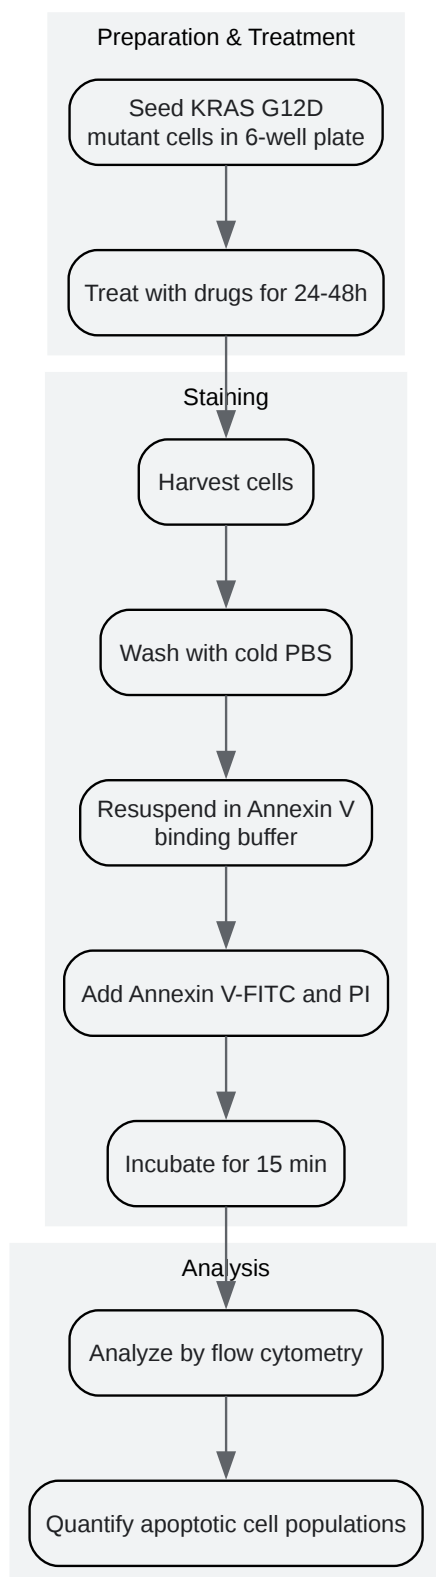 Preparation & Treatment
Seed KRAS G12D
mutant cells in 6-well plate
Treat with drugs for 24-48h
Staining
Harvest cells
Wash with cold PBS
Resuspend in Annexin V
binding buffer
Add Annexin V-FITC and PI
Incubate for 15 min
Analysis
Analyze by flow cytometry
Quantify apoptotic cell populations